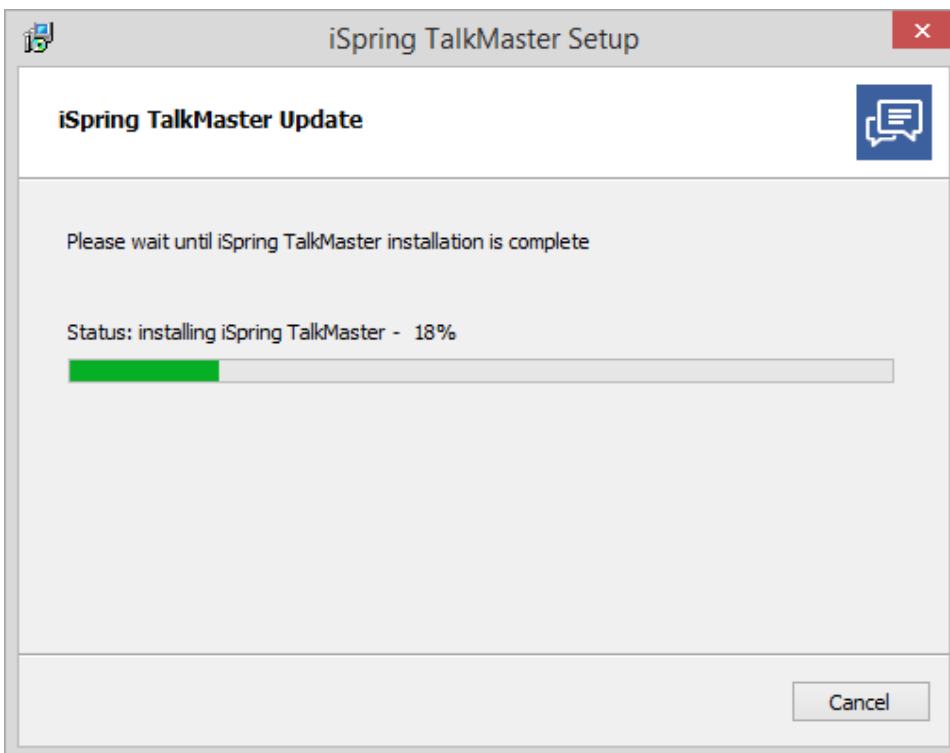 iSpring TalkMaster Setup
iSpring TalkMaster Update
Please wait until iSpring TalkMaster installation is complete
Status: installing iSpring TalkMaster - 18%
Cancel